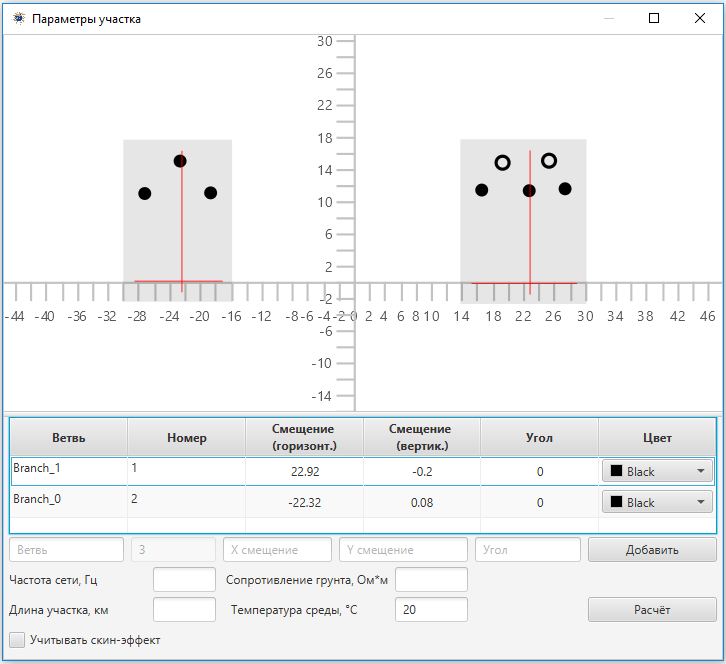 Параметры участка
30
26
22
18
14
10
6
2
-2
-44 -40 -36 -32 -28 -24 -20 -16 -12 -8 -6 -4 -2 0 2 4 6 8 10 14 18 22 26 30 34 38 42 46
-6
-10
-14
Ветвь Номер Смещение (горизонт.) Смещение (вертик.) Угол Цвет
Branch_1 1 22.92 -0.2 0 Black
Branch_0 2 -22.32 0.08 0 Black
Ветвь 3 X смещение Y смещение Угол Добавить
Частота сети, Гц Сопротивление грунта, Ом*м
Длина участка, км Температура среды, °C 20 Расчёт
Учитывать скин-эффект